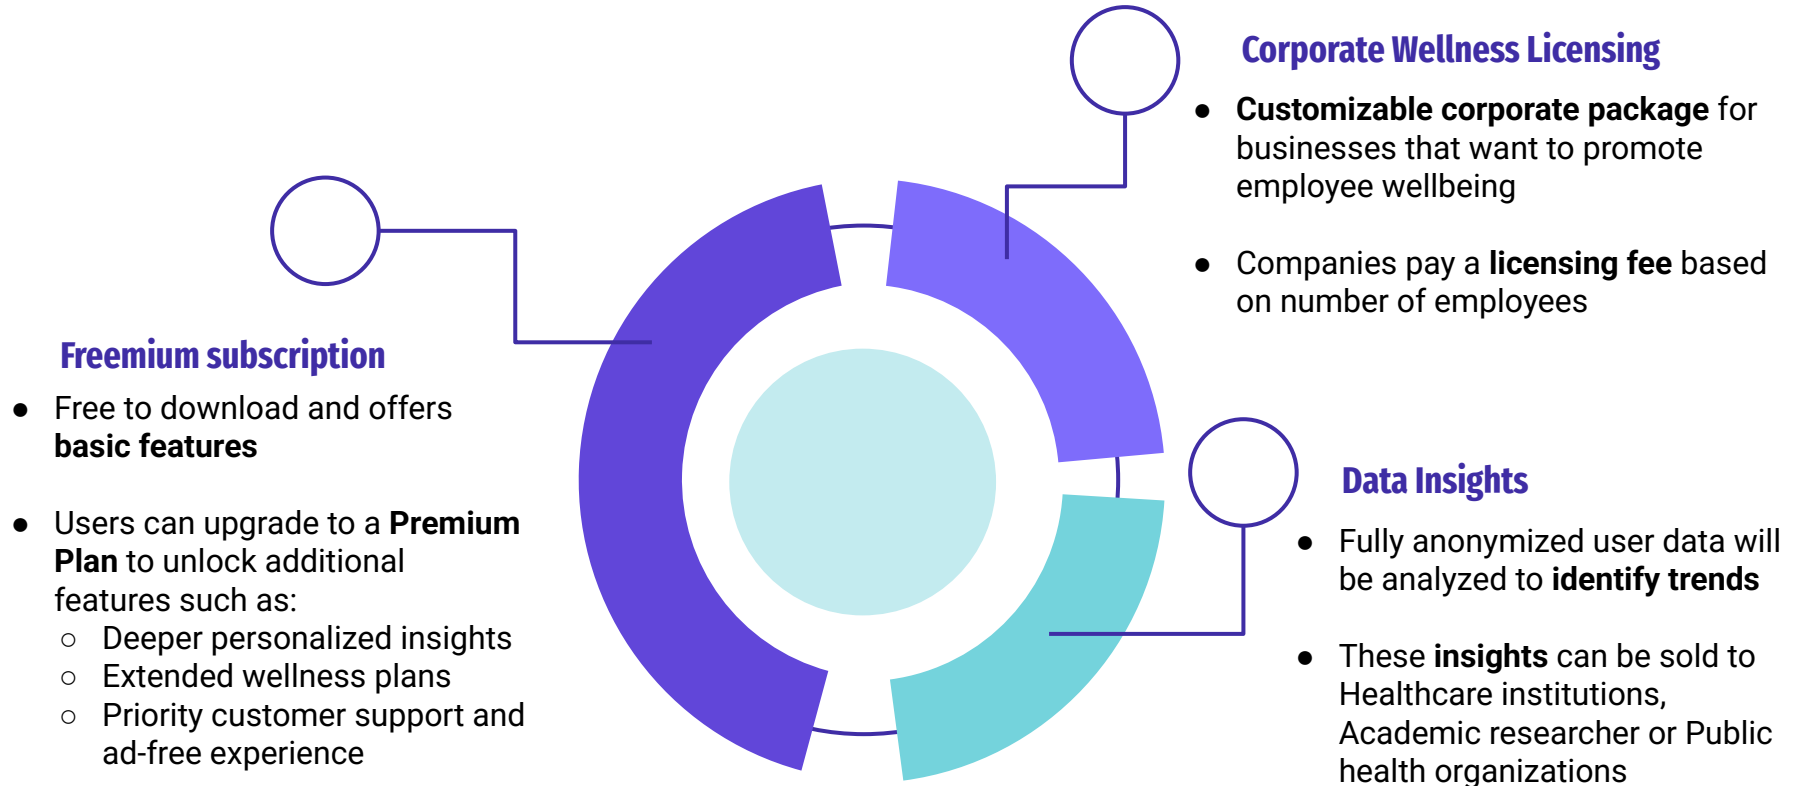 Corporate Wellness Licensing
● Customizable corporate package for
businesses that want to promote
employee wellbeing
● Companies pay a licensing fee based
on number of employees
Freemium subscription
● Free to download and offers
basic features
● Users can upgrade to a Premium
Plan to unlock additional
features such as:
○ Deeper personalized insights
○ Extended wellness plans
○ Priority customer support and
ad-free experience
Data Insights
● Fully anonymized user data will
be analyzed to identify trends
● These insights can be sold to
Healthcare institutions,
Academic researcher or Public
health organizations